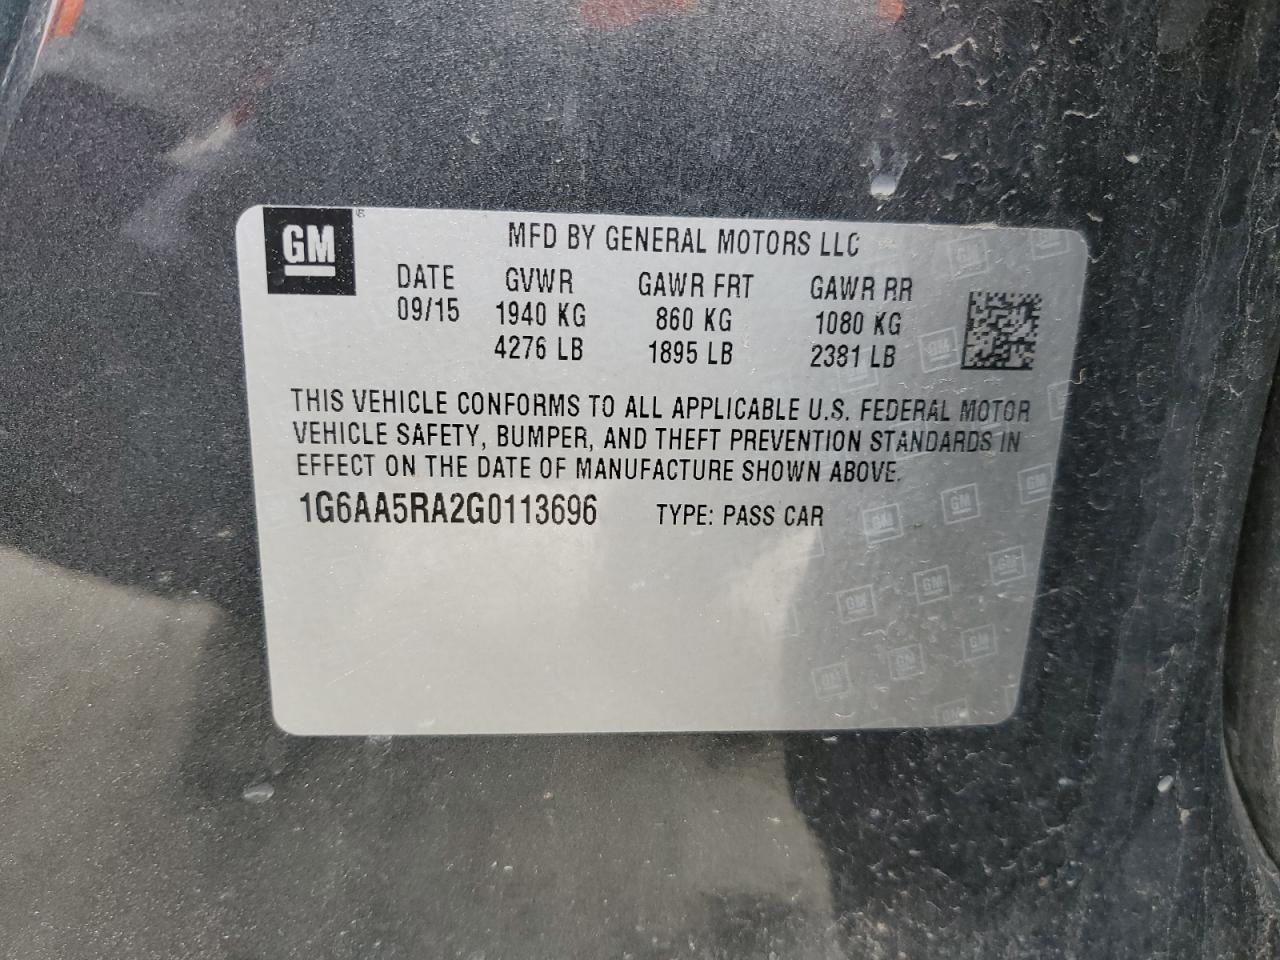 GM ®
MFD BY GENERAL MOTORS LLC
DATE GVWR GAWR FRT GAWR RR
09/15 1940 KG 860 KG 1080 KG
4276 LB 1895 LB 2381 LB
THIS VEHICLE CONFORMS TO ALL APPLICABLE U.S. FEDERAL MOTOR
VEHICLE SAFETY, BUMPER, AND THEFT PREVENTION STANDARDS IN
EFFECT ON THE DATE OF MANUFACTURE SHOWN ABOVE.
1G6AA5RA2G0113696 TYPE: PASS CAR